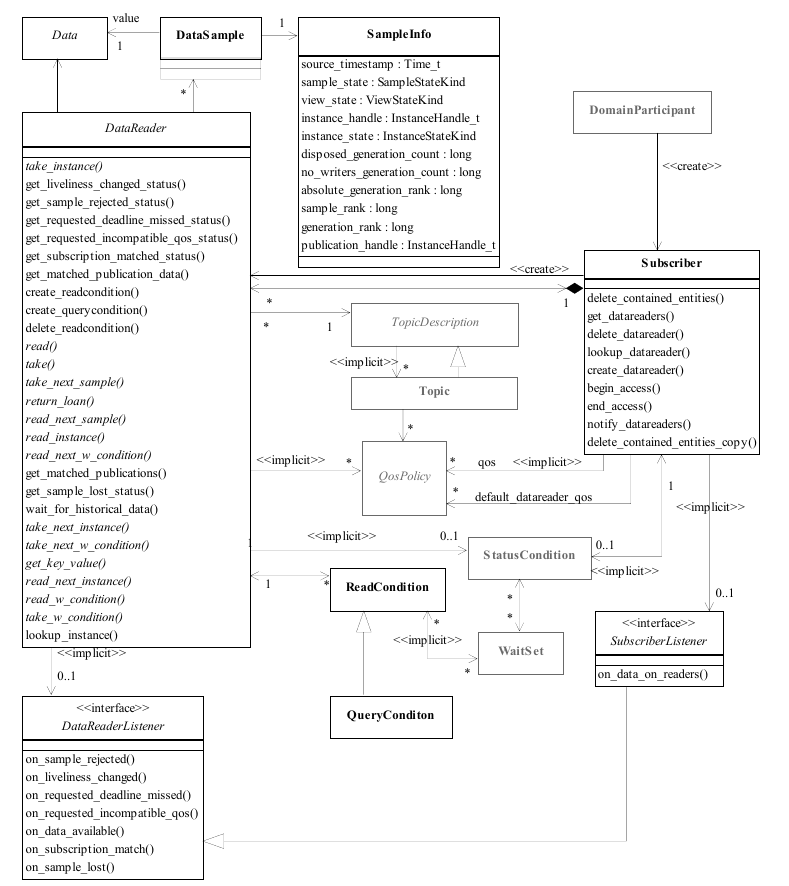 Data
value
1
DataSample
1
SampleInfo
source_timestamp : Time_t
sample_state : SampleStateKind
view_state : ViewStateKind
instance_handle : InstanceHandle_t
instance_state : InstanceStateKind
disposed_generation_count : long
no_writers_generation_count : long
absolute_generation_rank : long
sample_rank : long
generation_rank : long
publication_handle : InstanceHandle_t
*
DataReader
take_instance()
get_liveliness_changed_status()
get_sample_rejected_status()
get_requested_deadline_missed_status()
get_requested_incompatible_qos_status()
get_subscription_matched_status()
get_matched_publication_data()
create_readcondition()
create_querycondition()
delete_readcondition()
read()
take()
take_next_sample()
return_loan()
read_next_sample()
read_instance()
read_next_w_condition()
get_matched_publications()
get_sample_lost_status()
wait_for_historical_data()
take_next_instance()
take_next_w_condition()
get_key_value()
read_next_instance()
read_w_condition()
take_w_condition()
lookup_instance()
DomainParticipant
<<create>>
Subscriber
delete_contained_entities()
get_datareaders()
delete_datareader()
lookup_datareader()
create_datareader()
begin_access()
end_access()
notify_datareaders()
delete_contained_entities_copy()
<<create>>
*
1
*
1
TopicDescription
<<implicit>>
*
Topic
*
<<implicit>>
*
QosPolicy
*
qos
<<implicit>>
*
default_datareader_qos
1
<<implicit>>
1
<<implicit>>
0..1
StatusCondition
0..1
<<implicit>>
1
*
ReadCondition
*
*
*
<<implicit>>
*
WaitSet
0..1
<<interface>>
SubscriberListener
on_data_on_readers()
<<implicit>>
0..1
QueryConditon
<<interface>>
DataReaderListener
on_sample_rejected()
on_liveliness_changed()
on_requested_deadline_missed()
on_requested_incompatible_qos()
on_data_available()
on_subscription_match()
on_sample_lost()